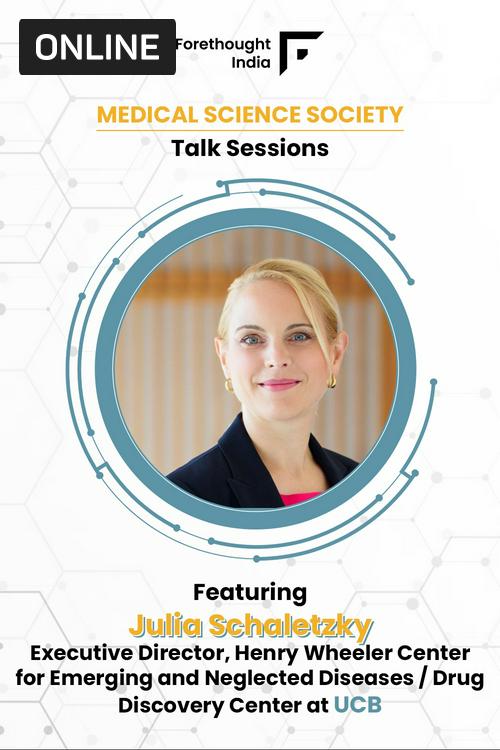 ONLINE
Forethought
India
MEDICAL SCIENCE SOCIETY
Talk Sessions
Featuring
Julia Schaletzky
Executive Director, Henry Wheeler Center
for Emerging and Neglected Diseases / Drug
Discovery Center at UCB